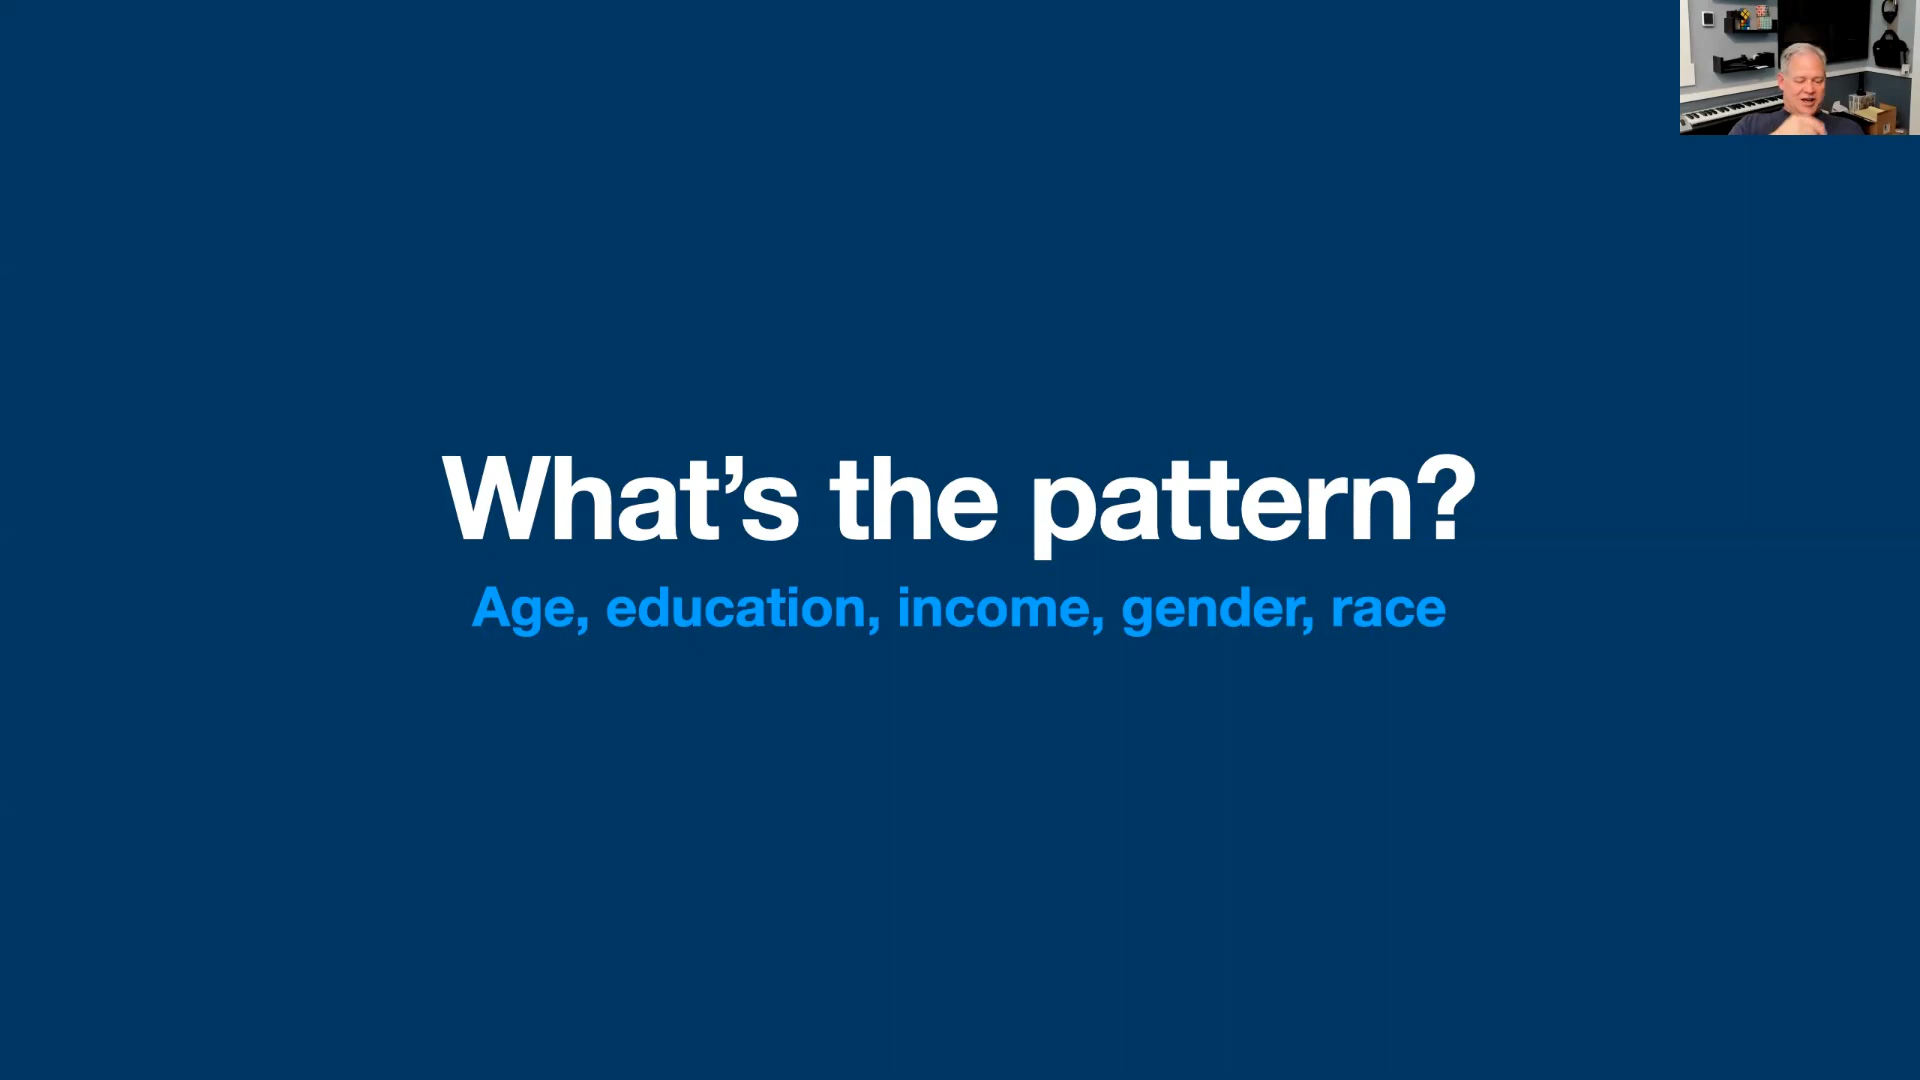 What’s the pattern?
Age, education, income, gender, race